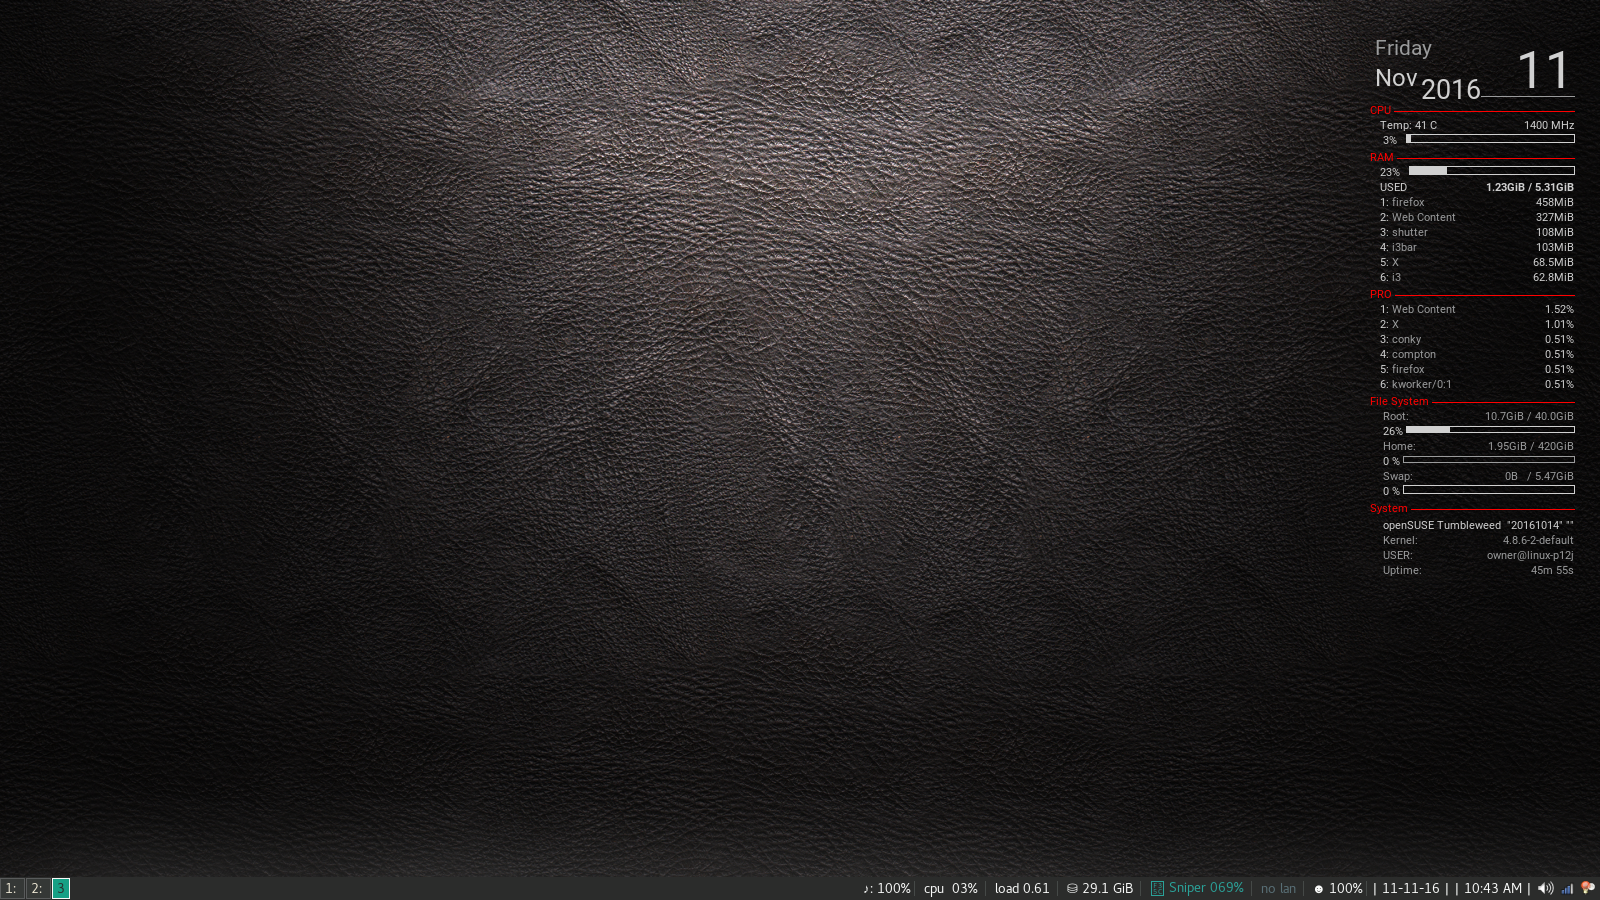 Friday
Nov 2016 11
CPU
Temp: 41 C 1400 MHz
3%
RAM
23%
USED 1.23GiB / 5.31GiB
1: firefox 458MiB
2: Web Content 327MiB
3: shutter 108MiB
4: i3bar 103MiB
5: X 68.5MiB
6: i3 62.8MiB
PRO
1: Web Content 1.52%
2: X 1.01%
3: conky 0.51%
4: compton 0.51%
5: firefox 0.51%
6: kworker/0:1 0.51%
File System
Root: 10.7GiB / 40.0GiB
26%
Home: 1.95GiB / 420GiB
0 %
Swap: 0B / 5.47GiB
0 %
System
openSUSE Tumbleweed "20161014" ""
Kernel: 4.8.6-2-default
USER: owner@linux-p12j
Uptime: 45m 55s
1: 2: 3 ♪: 100% cpu 03% load 0.61 29.1 GiB Sniper 069% no lan ☻ 100% | 11-11-16 | | 10:43 AM |